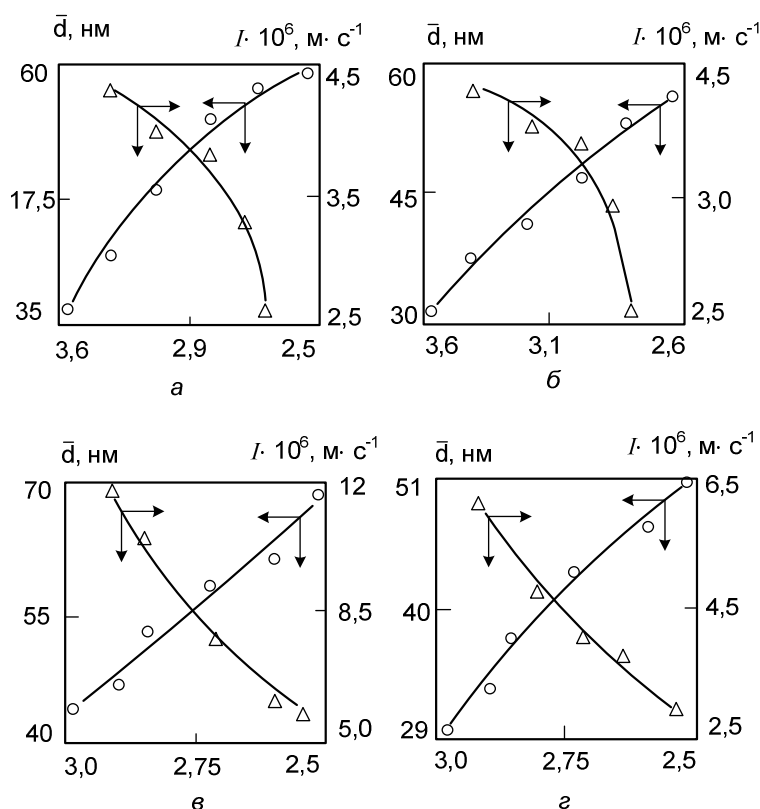 d̄, нм I· 10⁶, м· с⁻¹
60 4,5
17,5 3,5
35 2,5
3,6 2,9 2,5
а
d̄, нм I· 10⁶, м· с⁻¹
60 4,5
45 3,0
30 2,5
3,6 3,1 2,6
б
d̄, нм I· 10⁶, м· с⁻¹
70 12
55 8,5
40 5,0
3,0 2,75 2,5
в
d̄, нм I· 10⁶, м· с⁻¹
51 6,5
40 4,5
29 2,5
3,0 2,75 2,5
г